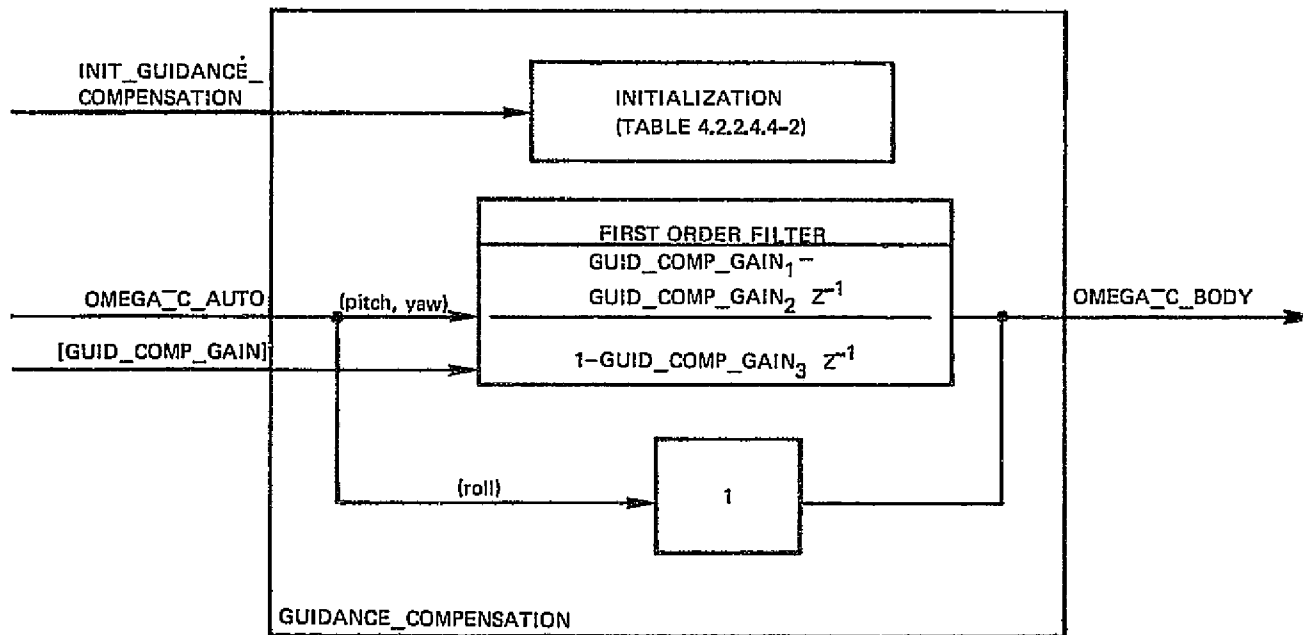 INIT_GUIDANCE_
COMPENSATION
INITIALIZATION
(TABLE 4.2.2.4.4-2)
FIRST ORDER FILTER
GUID_COMP_GAIN₁ −
GUID_COMP_GAIN₂ Z⁻¹
1−GUID_COMP_GAIN₃ Z⁻¹
OMEGA_C_AUTO
(pitch, yaw)
[GUID_COMP_GAIN]
OMEGA_C_BODY
(roll)
1
GUIDANCE_COMPENSATION